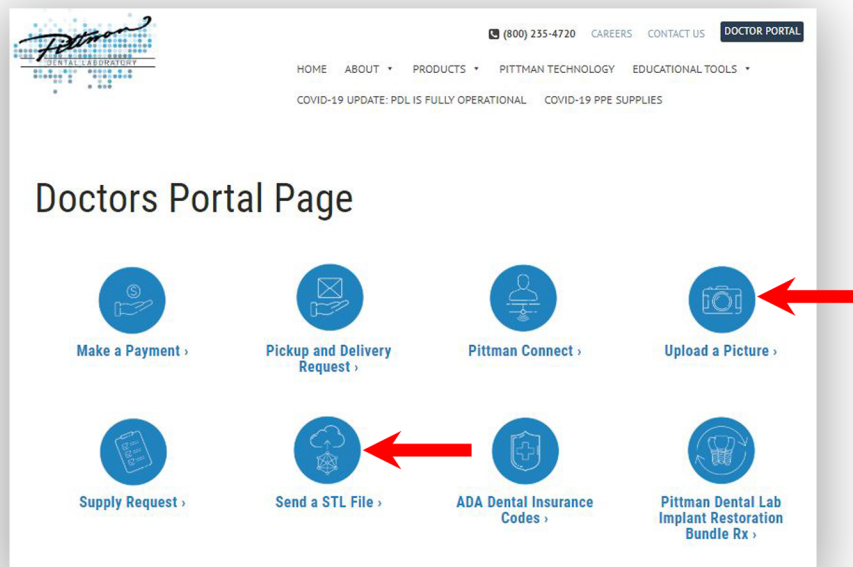 Pittman
DENTAL LABORATORY
(800) 235-4720 CAREERS CONTACT US DOCTOR PORTAL
HOME ABOUT PRODUCTS PITTMAN TECHNOLOGY EDUCATIONAL TOOLS
COVID-19 UPDATE: PDL IS FULLY OPERATIONAL COVID-19 PPE SUPPLIES
Doctors Portal Page
Make a Payment ›
Pickup and Delivery
Request ›
Pittman Connect ›
Upload a Picture ›
Supply Request ›
Send a STL File ›
ADA Dental Insurance
Codes ›
Pittman Dental Lab
Implant Restoration
Bundle Rx ›